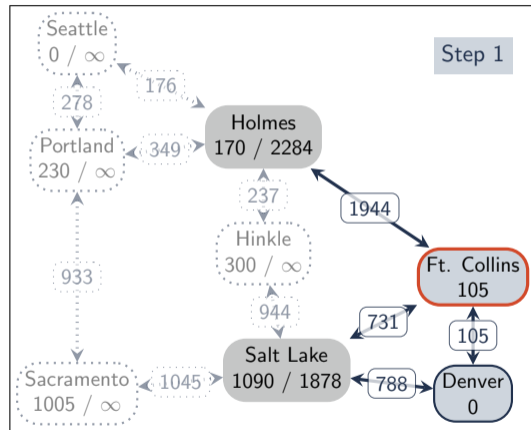 Seattle
0 / ∞
Step 1
176
278
Holmes
170 / 2284
Portland
230 / ∞
349
237
1944
Hinkle
300 / ∞
Ft. Collins
105
933
944
731
105
Salt Lake
1090 / 1878
Sacramento
1005 / ∞
1045
788
Denver
0